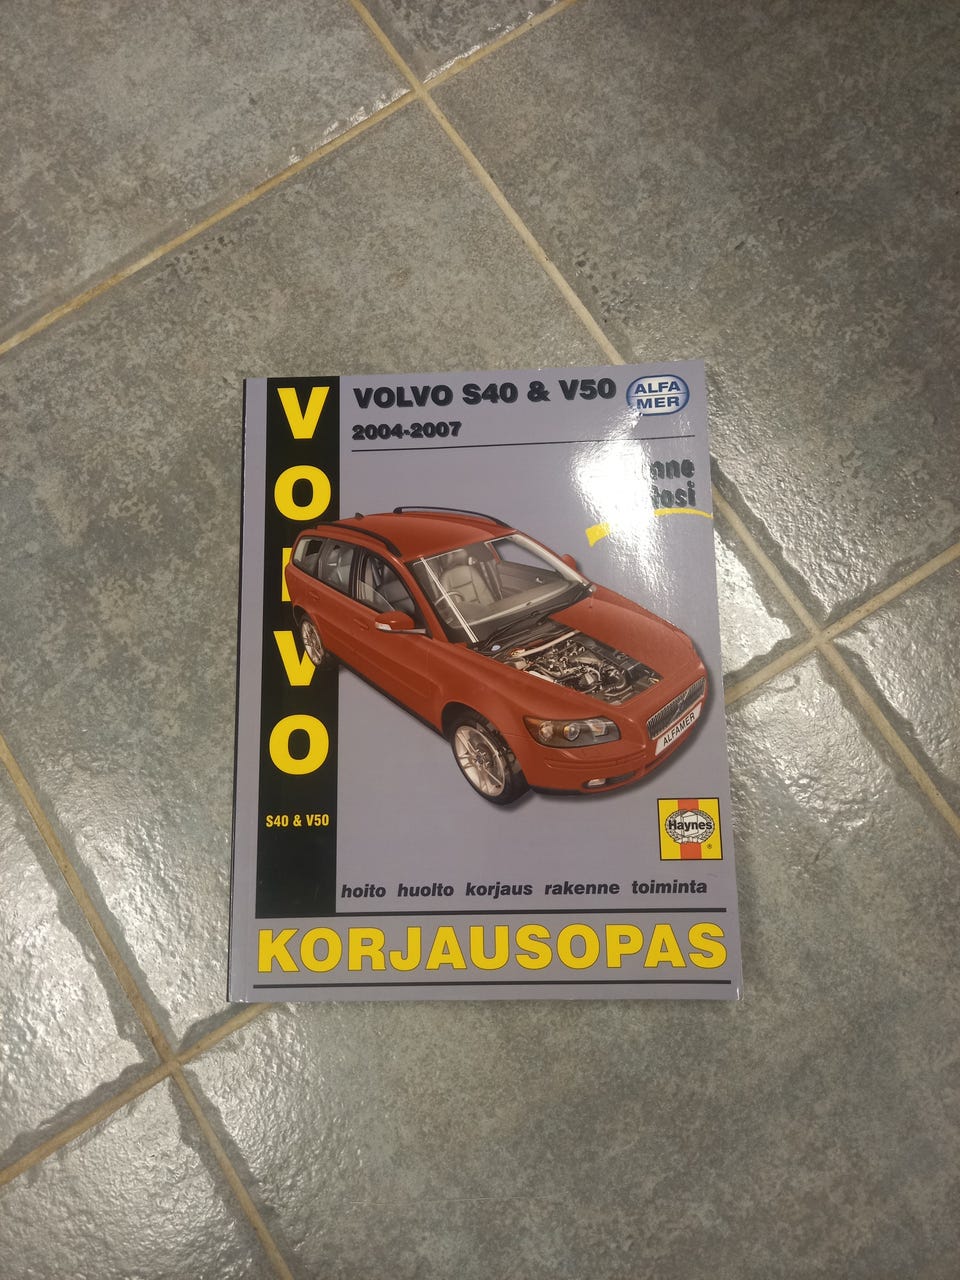 VOLVO S40 & V50
ALFA
MER
2004-2007
VOLVO
ALFAMER
S40 & V50
Haynes
®
hoito huolto korjaus rakenne toiminta
KORJAUSOPAS